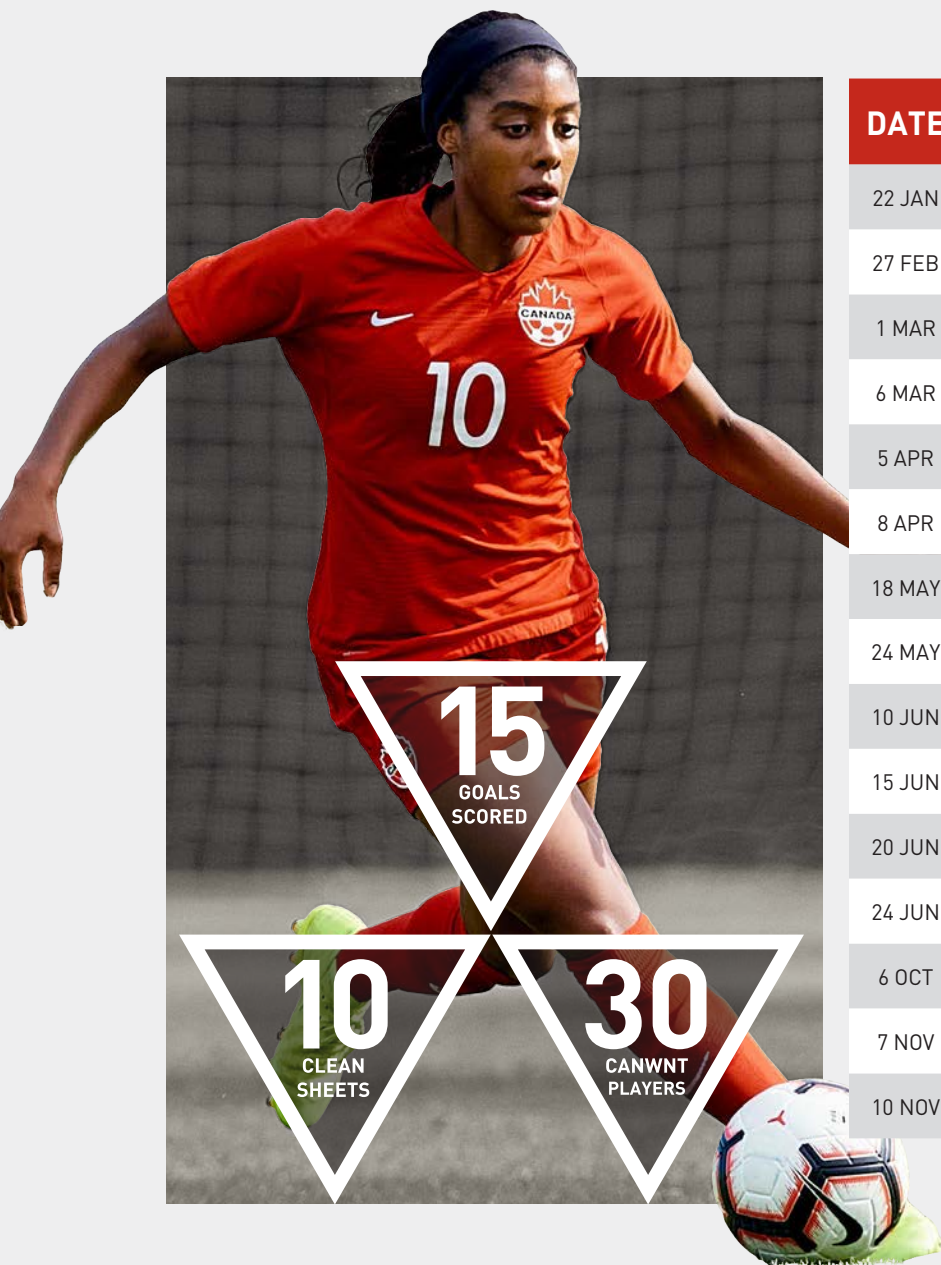 CANADA
10
15
GOALS
SCORED
10
CLEAN
SHEETS
30
CANWNT
PLAYERS
DATE
22 JAN
27 FEB
1 MAR
6 MAR
5 APR
8 APR
18 MAY
24 MAY
10 JUN
15 JUN
20 JUN
24 JUN
6 OCT
7 NOV
10 NOV